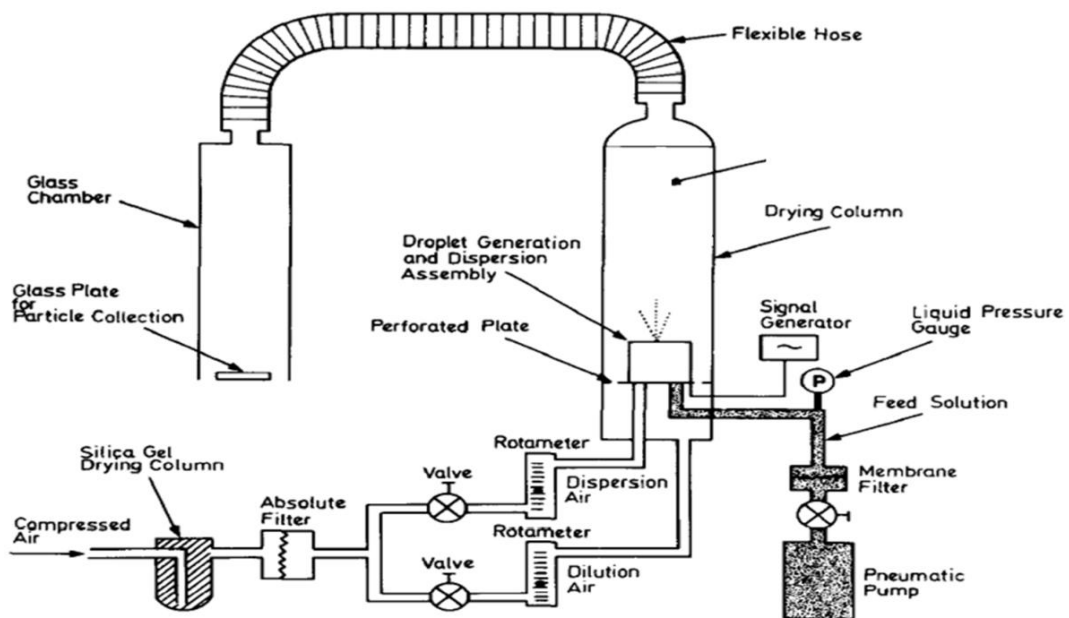 Flexible Hose
Glass
Chamber
Drying Column
Droplet Generation
and Dispersion
Assembly
Glass Plate
for
Particle Collection
Perforated Plate
Signal
Generator
~
Liquid Pressure
Gauge
P
Feed Solution
Silica Gel
Drying Column
Rotameter
Valve
Dispersion
Air
Membrane
Filter
Absolute
Filter
Compressed
Air
Rotameter
Valve
Dilution
Air
Pneumatic
Pump